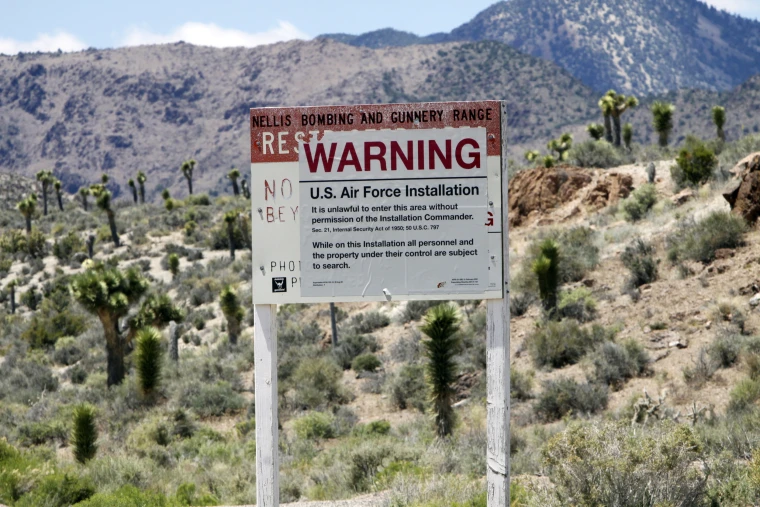 NELLIS BOMBING AND GUNNERY RANGE
REST
WARNING
NO
BEY
U.S. Air Force Installation
It is unlawful to enter this area without
permission of the Installation Commander.
Sec. 21, Internal Security Act of 1950; 50 U.S.C. 797
G
While on this Installation all personnel and
the property under their control are subject
to search.
PHO
P